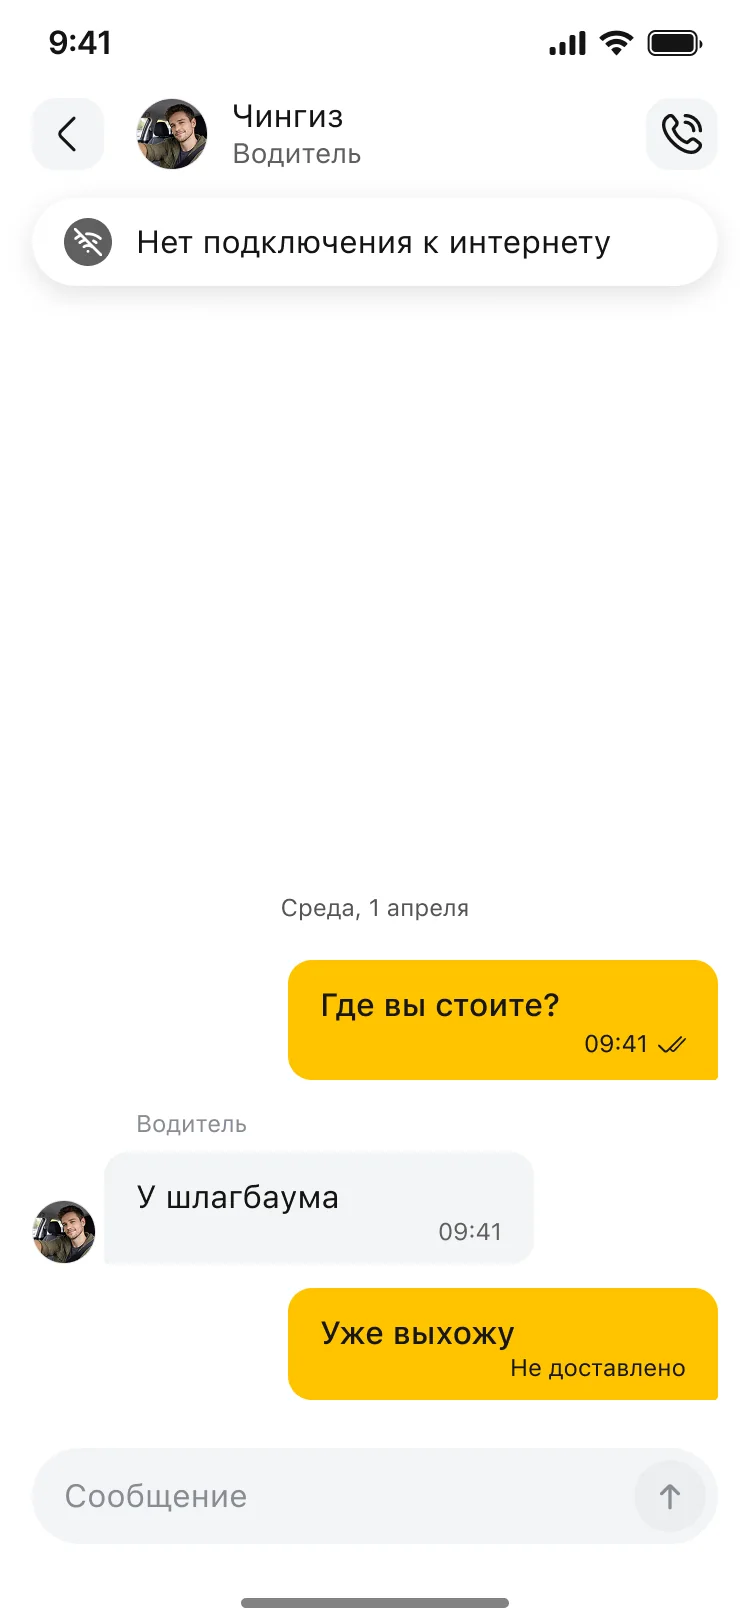 9:41
Чингиз
Водитель
Нет подключения к интернету
Среда, 1 апреля
Где вы стоите?
09:41
Водитель
У шлагбаума
09:41
Уже выхожу
Не доставлено
Сообщение